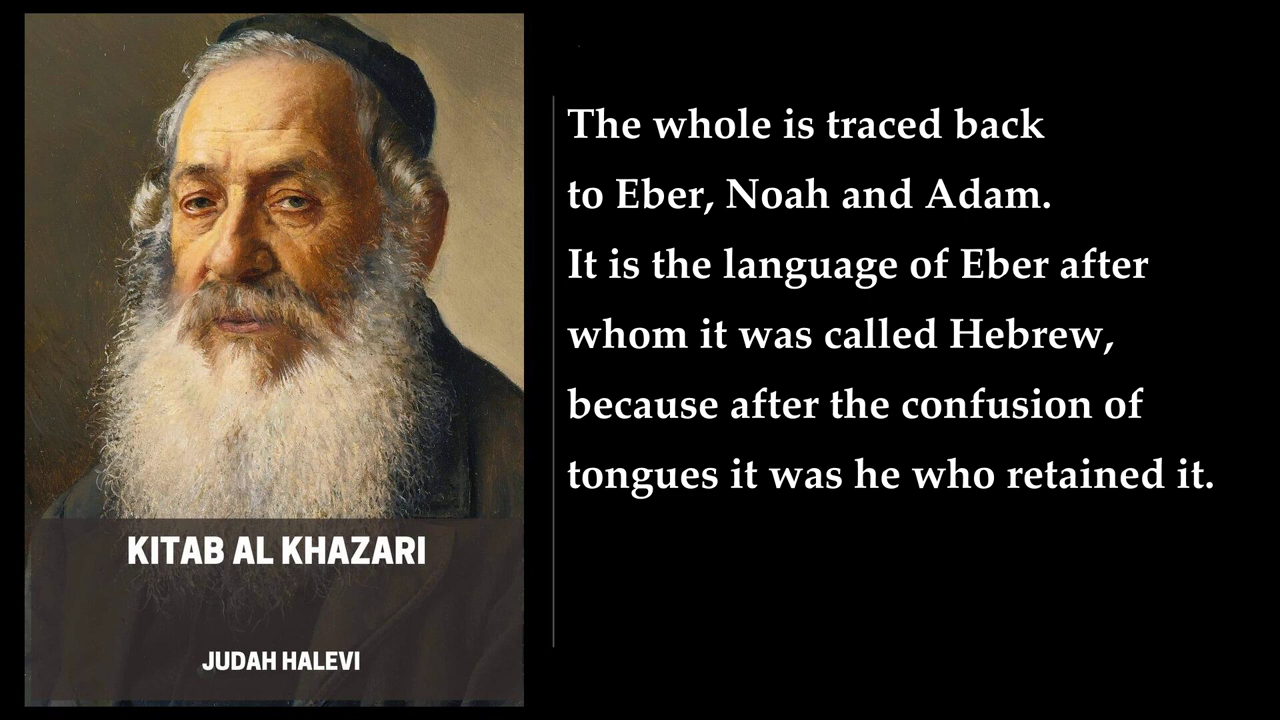 KITAB AL KHAZARI
JUDAH HALEVI
The whole is traced back
to Eber, Noah and Adam.
It is the language of Eber after
whom it was called Hebrew,
because after the confusion of
tongues it was he who retained it.